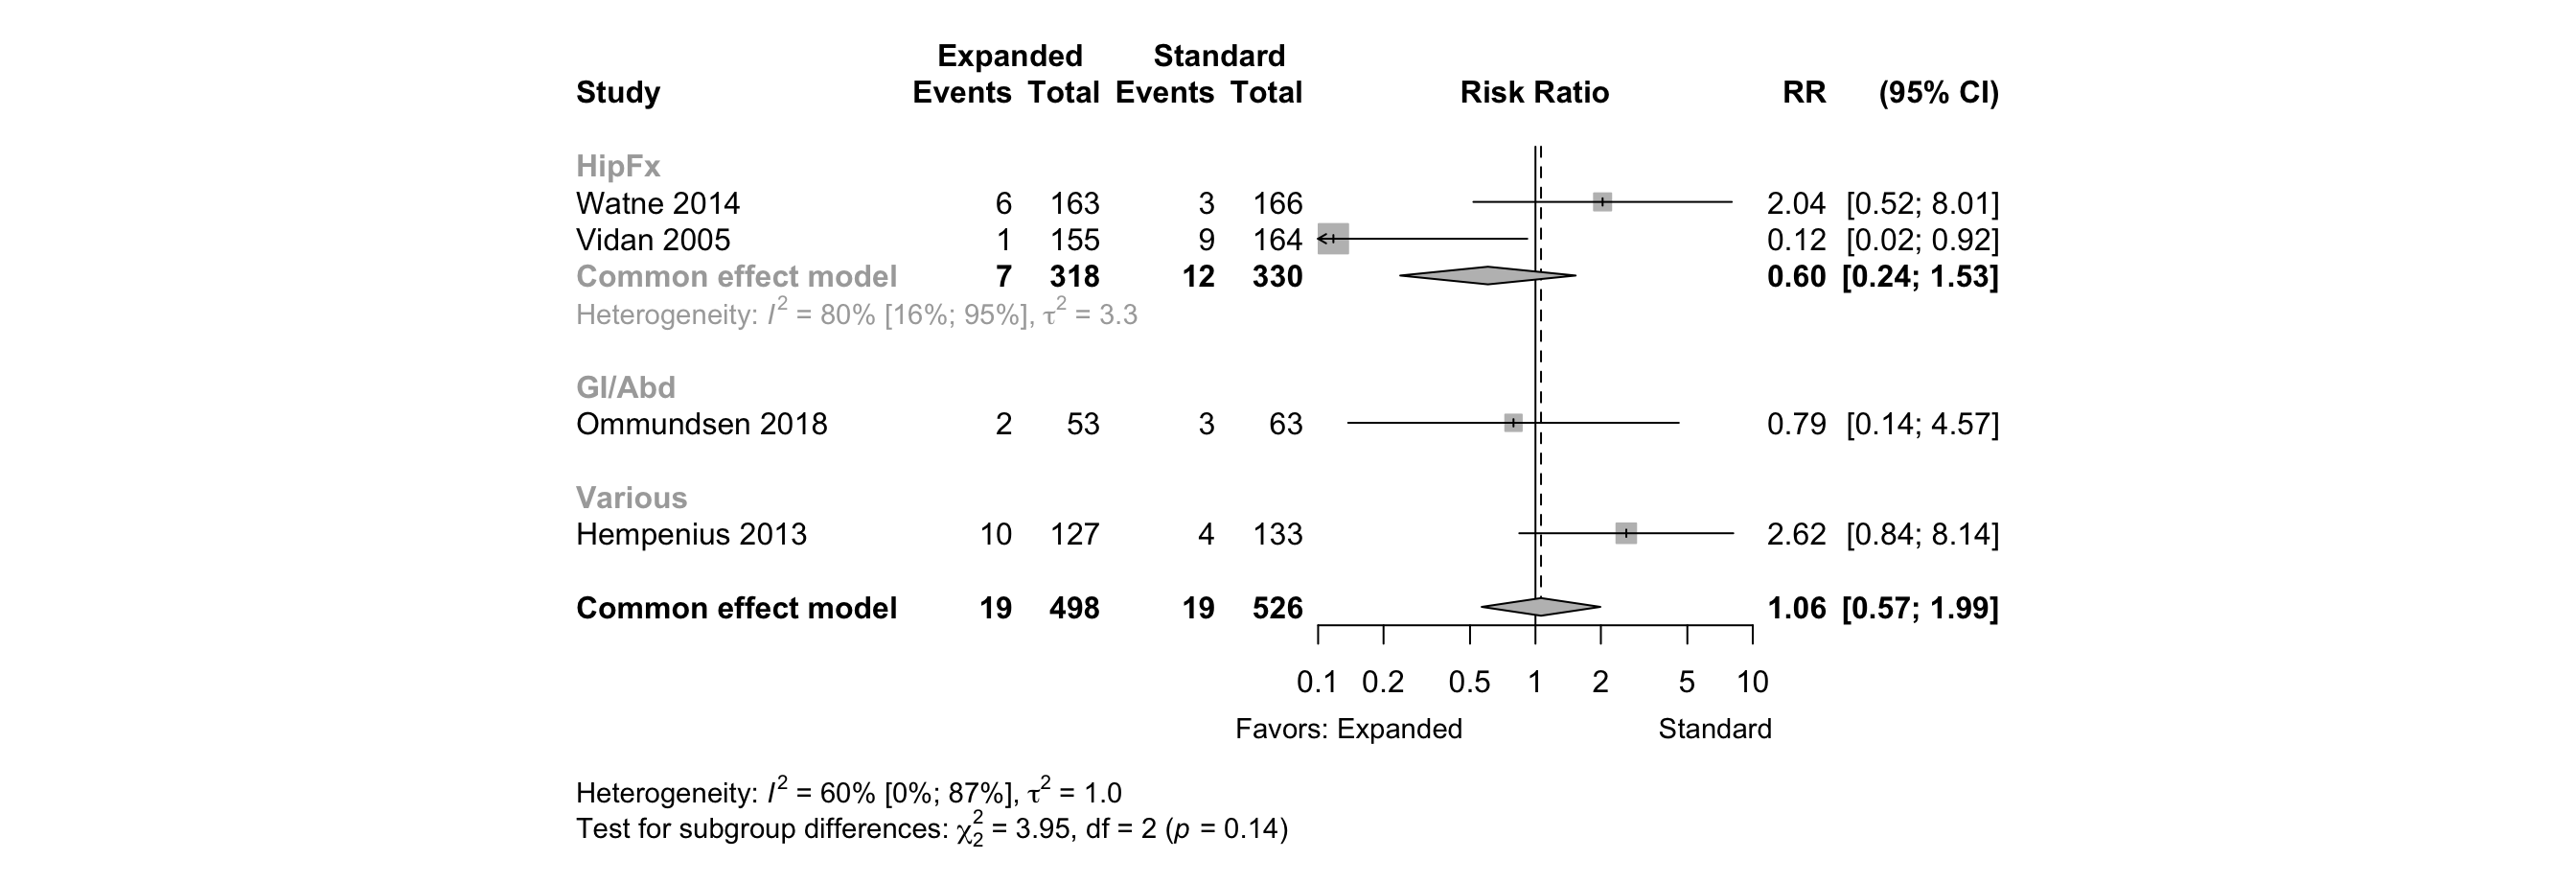 Expanded Standard
Study Events Total Events Total Risk Ratio RR (95% CI)
HipFx
Watne 2014 6 163 3 166 2.04 [0.52; 8.01]
Vidan 2005 1 155 9 164 0.12 [0.02; 0.92]
Common effect model 7 318 12 330 0.60 [0.24; 1.53]
Heterogeneity: I² = 80% [16%; 95%], τ² = 3.3
GI/Abd
Ommundsen 2018 2 53 3 63 0.79 [0.14; 4.57]
Various
Hempenius 2013 10 127 4 133 2.62 [0.84; 8.14]
Common effect model 19 498 19 526 1.06 [0.57; 1.99]
0.1 0.2 0.5 1 2 5 10
Favors: Expanded Standard
Heterogeneity: I² = 60% [0%; 87%], τ² = 1.0
Test for subgroup differences: χ²₂ = 3.95, df = 2 (p = 0.14)